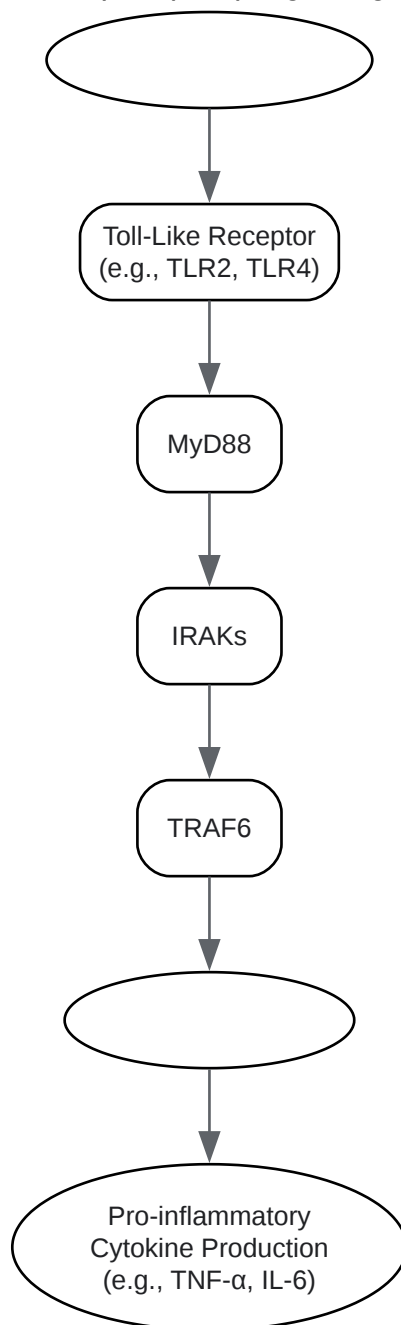 Toll-Like Receptor
(e.g., TLR2, TLR4)
MyD88
IRAKs
TRAF6
Pro-inflammatory
Cytokine Production
(e.g., TNF-α, IL-6)